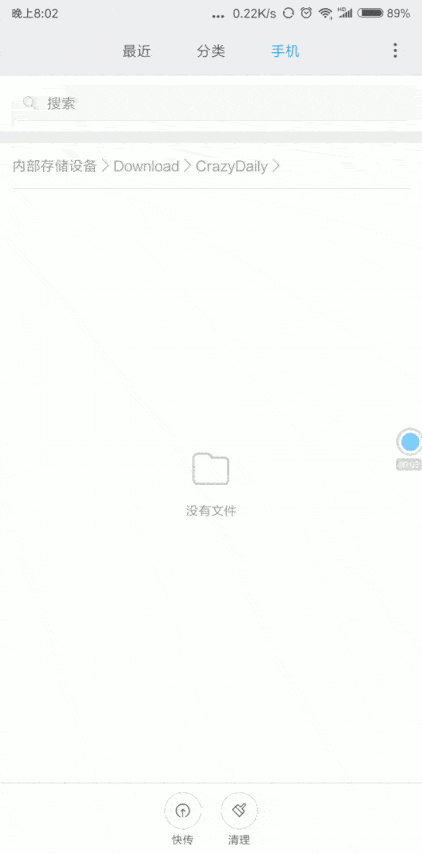 晚上8:02 ... 0.22K/s HD 89%
最近 分类 手机
搜索
内部存储设备 > Download > CrazyDaily >
没有文件
快传 清理